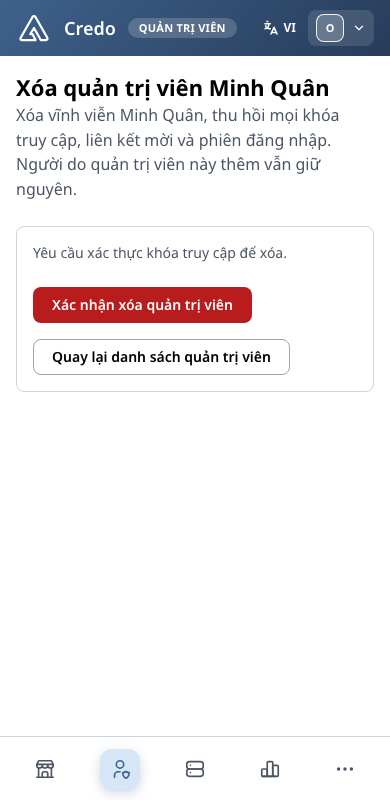 Credo
QUẢN TRỊ VIÊN
VI
O
Xóa quản trị viên Minh Quân
Xóa vĩnh viễn Minh Quân, thu hồi mọi khóa
truy cập, liên kết mời và phiên đăng nhập.
Người do quản trị viên này thêm vẫn giữ
nguyên.
Yêu cầu xác thực khóa truy cập để xóa.
Xác nhận xóa quản trị viên
Quay lại danh sách quản trị viên